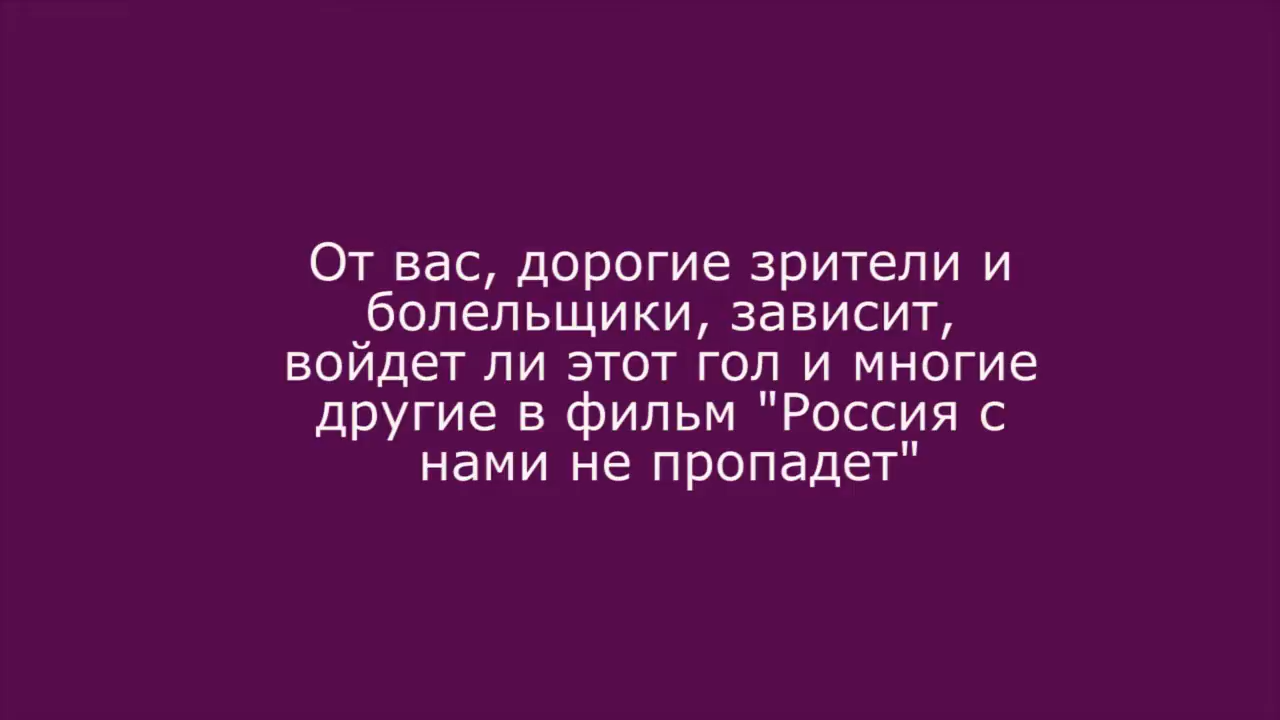 От вас, дорогие зрители и
болельщики, зависит,
войдет ли этот гол и многие
другие в фильм "Россия с
нами не пропадет"